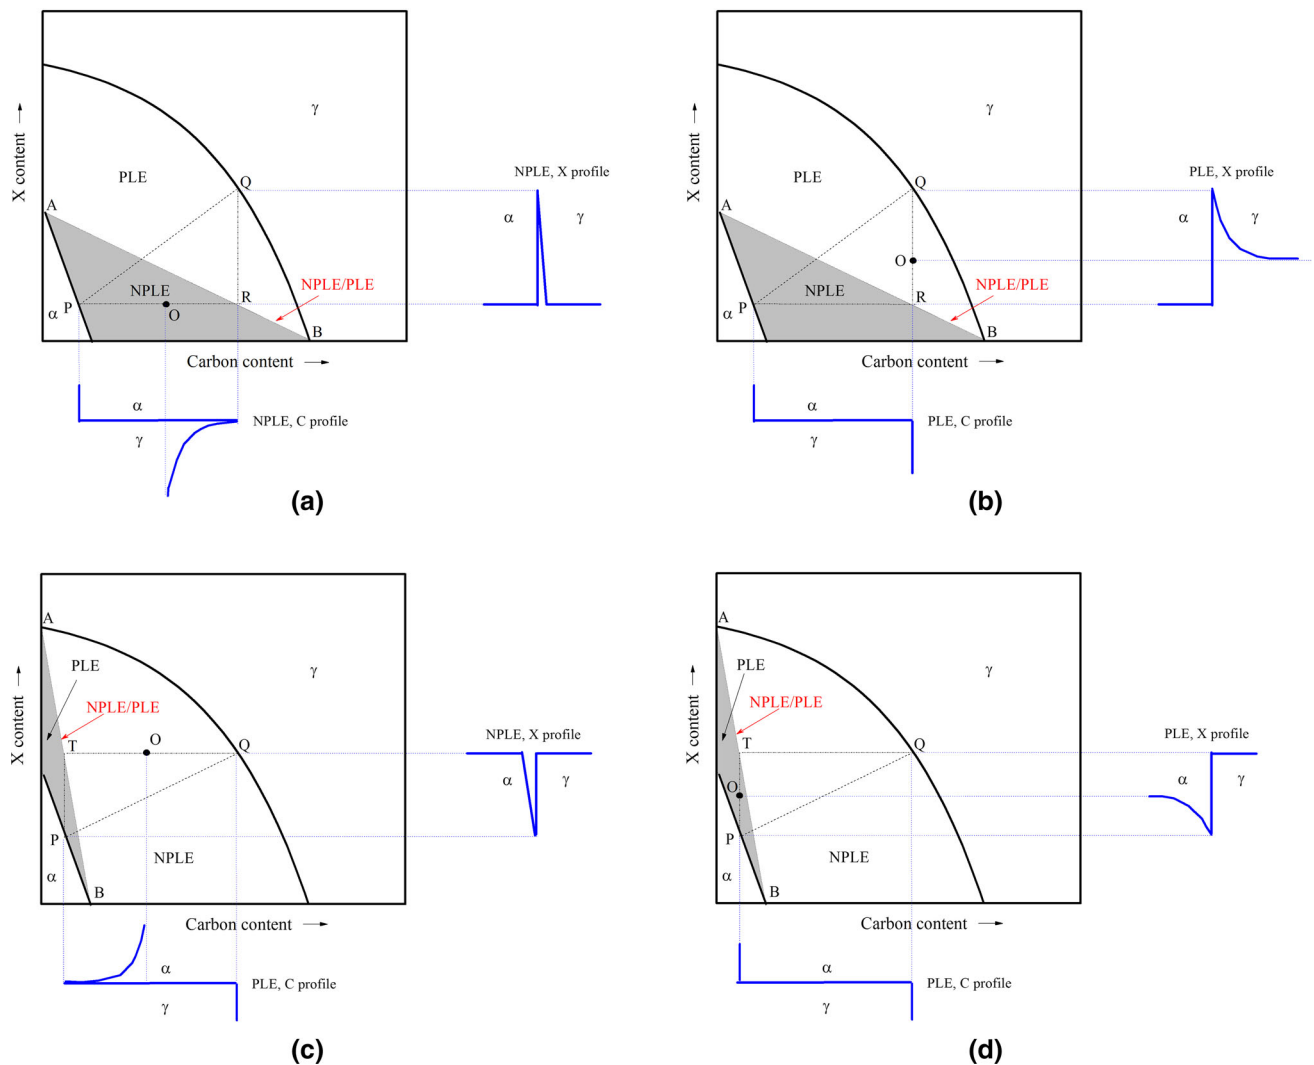 X content →
A
PLE
γ
Q
NPLE/PLE
NPLE
O
P
R
α
B
Carbon content →
NPLE, X profile
α
γ
α
γ
NPLE, C profile
(a)
X content →
A
PLE
γ
Q
O
NPLE/PLE
NPLE
P
R
α
B
Carbon content →
PLE, X profile
α
γ
α
γ
PLE, C profile
(b)
X content →
A
PLE
γ
NPLE/PLE
T
O
Q
P
NPLE
α
B
Carbon content →
NPLE, X profile
α
γ
α
γ
PLE, C profile
(c)
X content →
A
PLE
γ
NPLE/PLE
T
Q
O
P
NPLE
α
B
Carbon content →
PLE, X profile
α
γ
α
γ
PLE, C profile
(d)